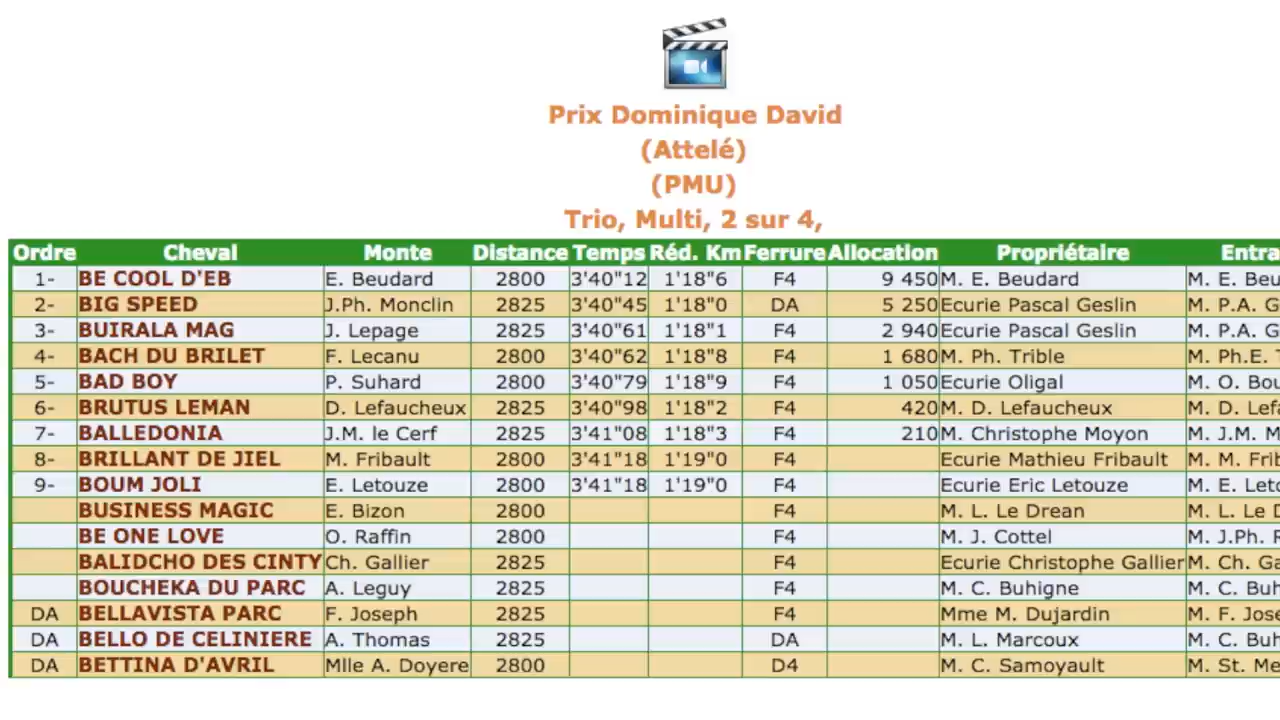 Prix Dominique David
(Attelé)
(PMU)
Trio, Multi, 2 sur 4,
Ordre Cheval Monte Distance Temps Réd. Km Ferrure Allocation Propriétaire Entra
1- BE COOL D'EB E. Beudard 2800 3'40"12 1'18"6 F4 9 450 M. E. Beudard M. E. Beu
2- BIG SPEED J.Ph. Monclin 2825 3'40"45 1'18"0 DA 5 250 Ecurie Pascal Geslin M. P.A. G
3- BUIRALA MAG J. Lepage 2825 3'40"61 1'18"1 F4 2 940 Ecurie Pascal Geslin M. P.A. G
4- BACH DU BRILET F. Lecanu 2800 3'40"62 1'18"8 F4 1 680 M. Ph. Trible M. Ph.E. T
5- BAD BOY P. Suhard 2800 3'40"79 1'18"9 F4 1 050 Ecurie Oligal M. O. Bou
6- BRUTUS LEMAN D. Lefaucheux 2825 3'40"98 1'18"2 F4 420 M. D. Lefaucheux M. D. Lefa
7- BALLEDONIA J.M. le Cerf 2825 3'41"08 1'18"3 F4 210 M. Christophe Moyon M. J.M. M
8- BRILLANT DE JIEL M. Fribault 2800 3'41"18 1'19"0 F4 Ecurie Mathieu Fribault M. M. Frib
9- BOUM JOLI E. Letouze 2800 3'41"18 1'19"0 F4 Ecurie Eric Letouze M. E. Leto
BUSINESS MAGIC E. Bizon 2800 F4 M. L. Le Drean M. L. Le D
BE ONE LOVE O. Raffin 2800 F4 M. J. Cottel M. J.Ph. R
BALIDCHO DES CINTY Ch. Gallier 2825 F4 Ecurie Christophe Gallier M. Ch. Ga
BOUCHEKA DU PARC A. Leguy 2825 F4 M. C. Buhigne M. C. Buh
DA BELLAVISTA PARC F. Joseph 2825 F4 Mme M. Dujardin M. F. Jose
DA BELLO DE CELINIERE A. Thomas 2825 DA M. L. Marcoux M. C. Buh
DA BETTINA D'AVRIL Mlle A. Doyere 2800 D4 M. C. Samoyault M. St. Me